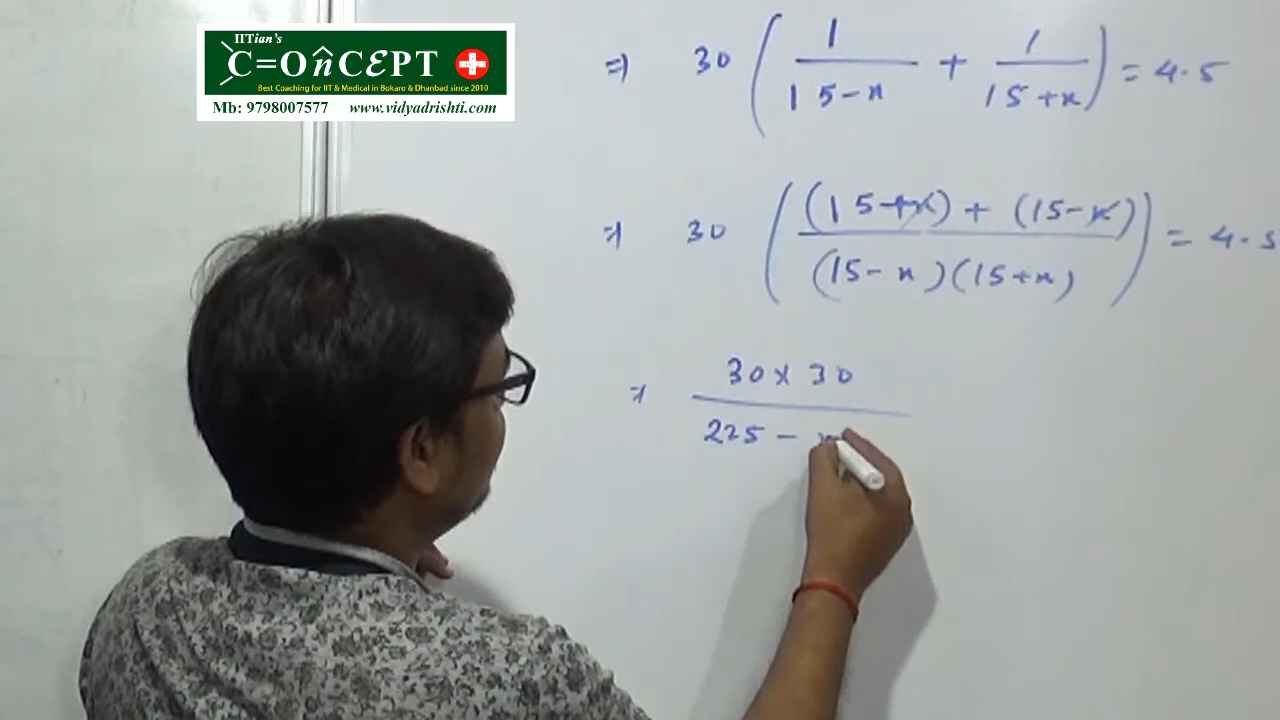 IITian's
C=OnCEPT
Best Coaching for IIT & Medical in Bokaro & Dhanbad since 2010
Mb: 9798007577 www.vidyadrishti.com
⇒ 30 ( 1/(15-x) + 1/(15+x) ) = 4.5
⇒ 30 ( ((15+x) + (15-x)) / ((15-x)(15+x)) ) = 4.5
⇒ 30 x 30
225 -